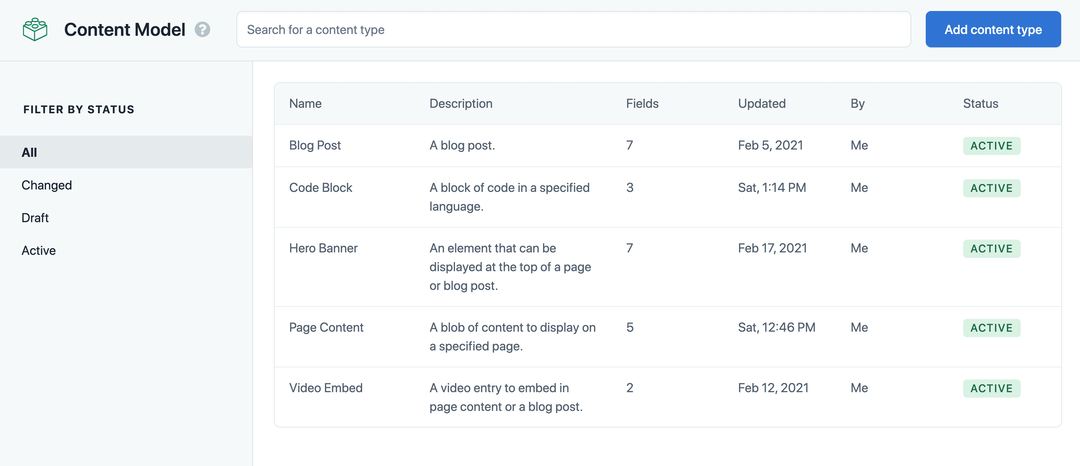 Content Model ?
Search for a content type
Add content type
FILTER BY STATUS
All
Changed
Draft
Active
Name Description Fields Updated By Status
Blog Post A blog post. 7 Feb 5, 2021 Me ACTIVE
Code Block A block of code in a specified 3 Sat, 1:14 PM Me ACTIVE
language.
Hero Banner An element that can be 7 Feb 17, 2021 Me ACTIVE
displayed at the top of a page
or blog post.
Page Content A blob of content to display on 5 Sat, 12:46 PM Me ACTIVE
a specified page.
Video Embed A video entry to embed in 2 Feb 12, 2021 Me ACTIVE
page content or a blog post.